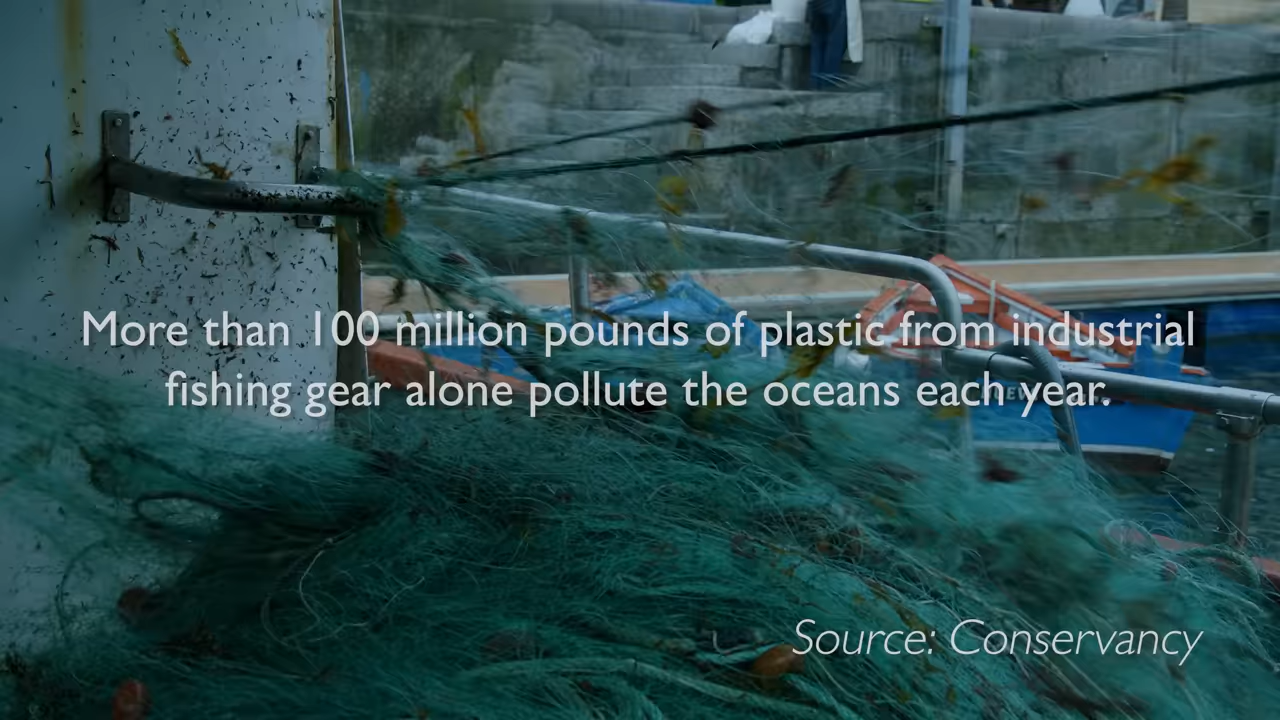 More than 100 million pounds of plastic from industrial
fishing gear alone pollute the oceans each year.
Source: Conservancy